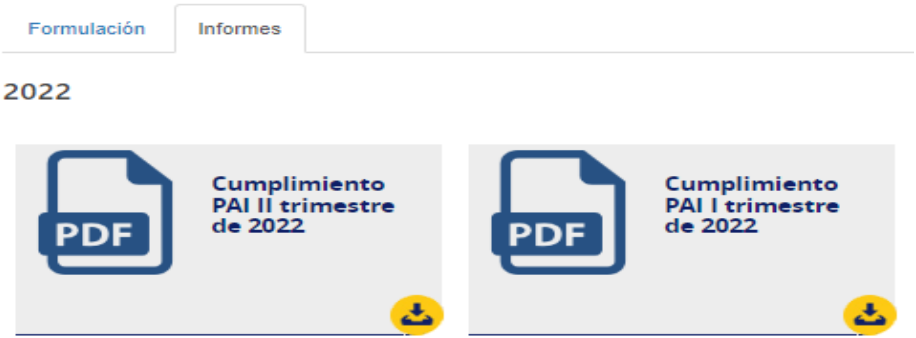 Formulación
Informes
2022
PDF
Cumplimiento
PAI II trimestre
de 2022
PDF
Cumplimiento
PAI I trimestre
de 2022